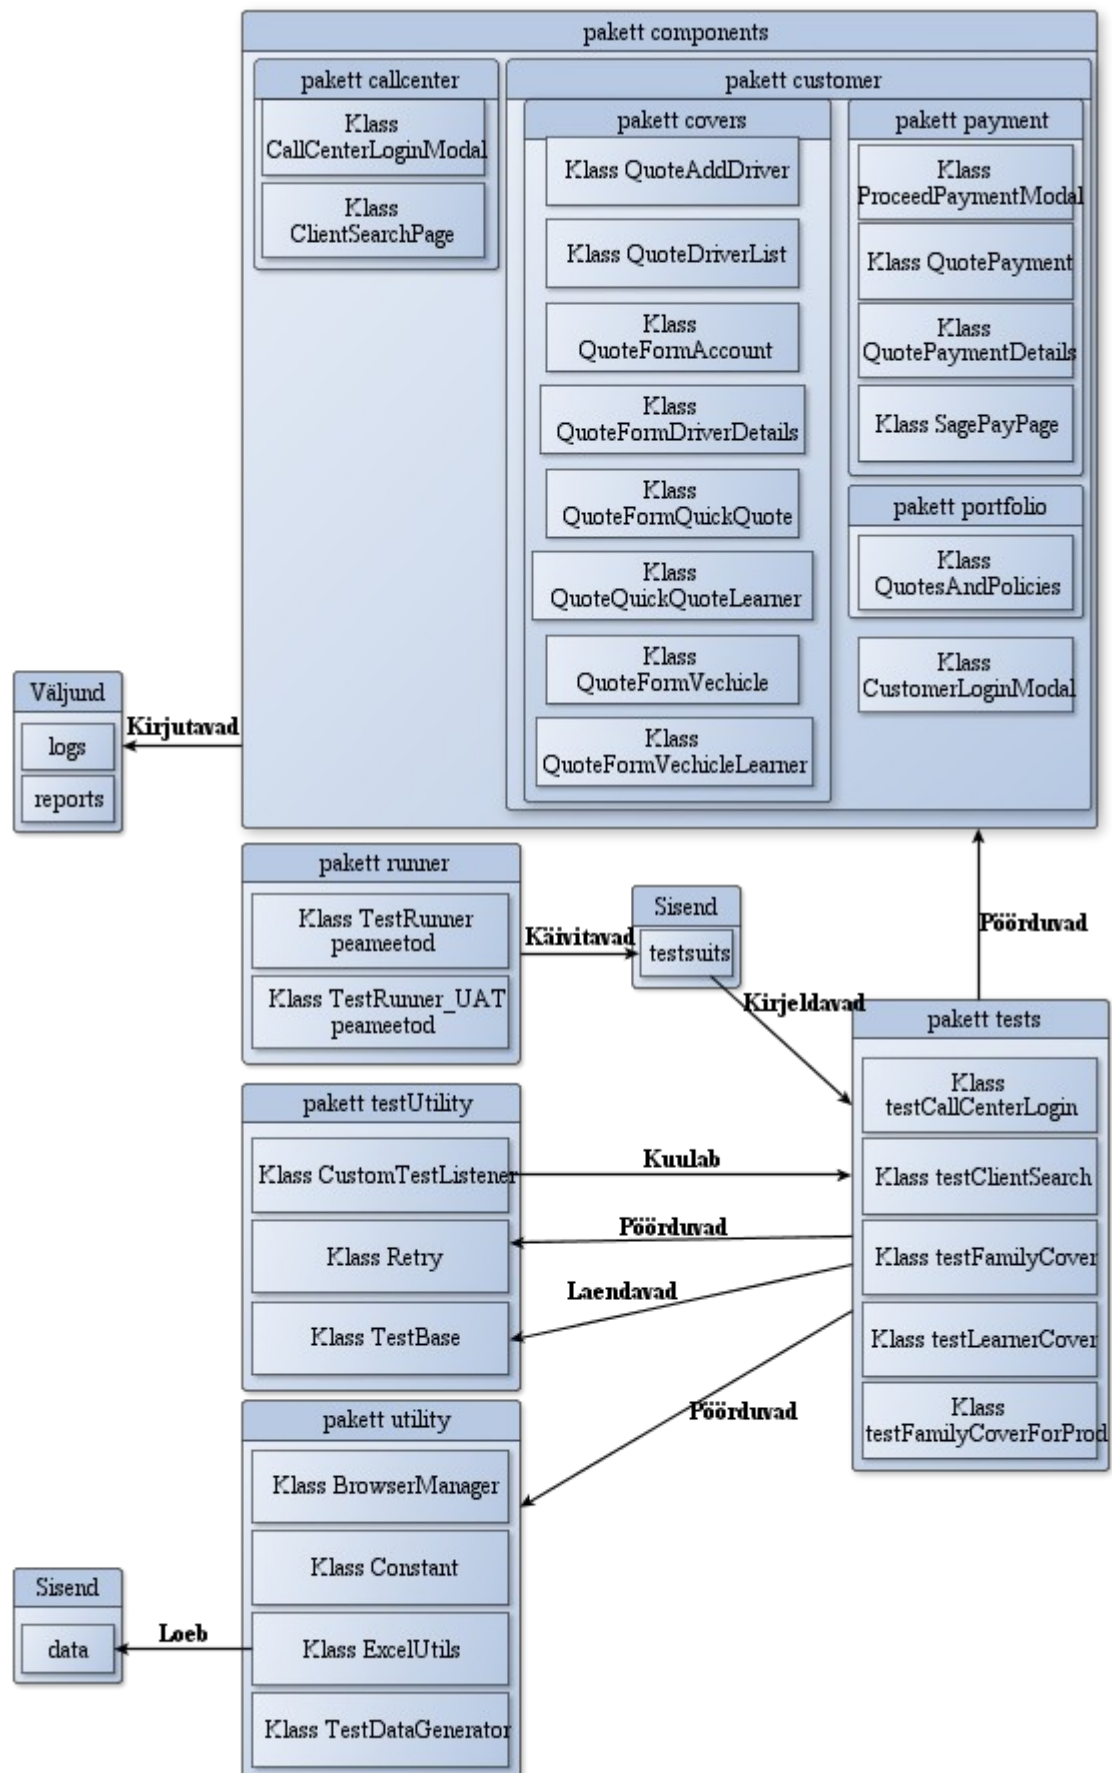 pakett components
pakett callcenter
Klass
CallCenterLoginModal
Klass
ClientSearchPage
pakett customer
pakett covers
Klass QuoteAddDriver
Klass QuoteDriverList
Klass
QuoteFormAccount
Klass
QuoteFormDriverDetails
Klass
QuoteFormQuickQuote
Klass
QuoteQuickQuoteLearner
Klass
QuoteFormVechicle
Klass
QuoteFormVechicleLearner
pakett payment
Klass
ProceedPaymentModal
Klass QuotePayment
Klass
QuotePaymentDetails
Klass SagePayPage
pakett portfolio
Klass
QuotesAndPolicies
Klass
CustomerLoginModal
Väljund
logs
reports
Kirjutavad
pakett runner
Klass TestRunner
peameetod
Klass TestRunner_UAT
peameetod
Käivitavad
Sisend
testsuits
Kirjeldavad
Pöörduvad
pakett tests
Klass
testCallCenterLogin
Klass testClientSearch
Klass testFamilyCover
Klass testLearnerCover
Klass
testFamilyCoverForProd
pakett testUtility
Klass CustomTestListener
Klass Retry
Klass TestBase
Kuulab
Pöörduvad
Laendavad
Pöörduvad
pakett utility
Klass BrowserManager
Klass Constant
Klass ExcelUtils
Klass TestDataGenerator
Loeb
Sisend
data